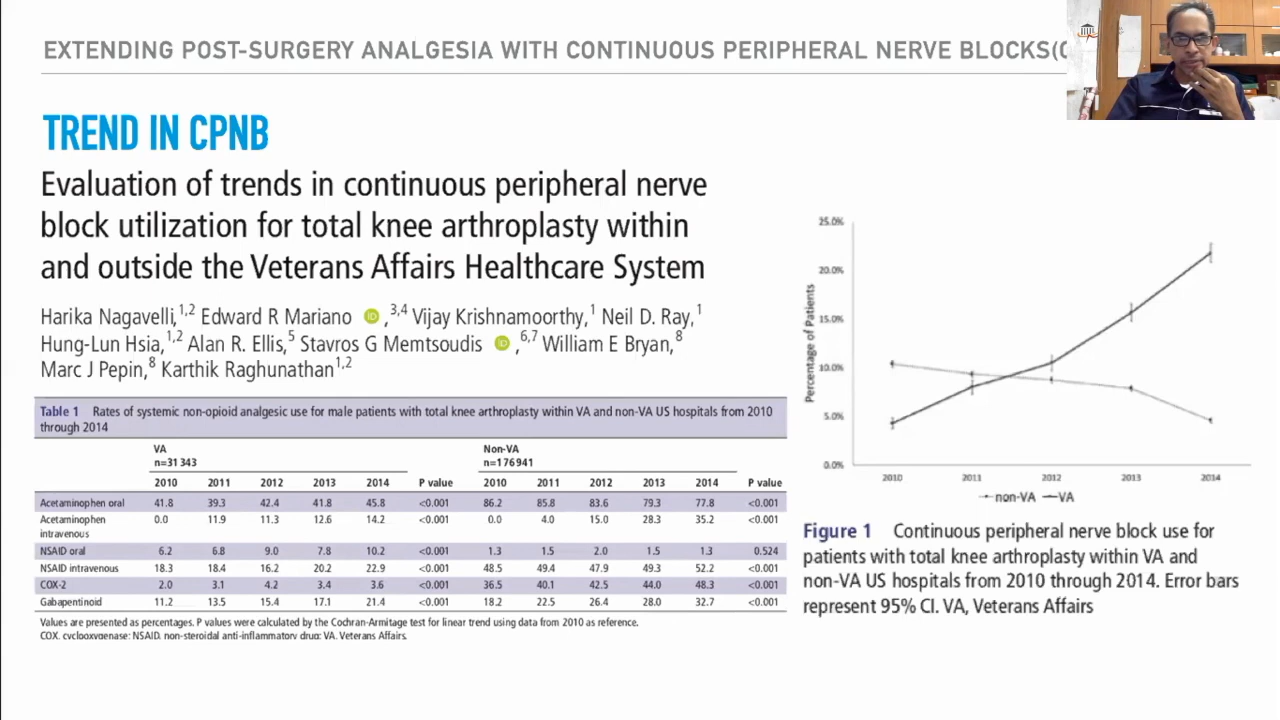 EXTENDING POST-SURGERY ANALGESIA WITH CONTINUOUS PERIPHERAL NERVE BLOCKS(
TREND IN CPNB
Evaluation of trends in continuous peripheral nerve
block utilization for total knee arthroplasty within
and outside the Veterans Affairs Healthcare System
Harika Nagavelli,1,2 Edward R Mariano iD ,3,4 Vijay Krishnamoorthy,1 Neil D. Ray,1
Hung-Lun Hsia,1,2 Alan R. Ellis,5 Stavros G Memtsoudis iD ,6,7 William E Bryan,8
Marc J Pepin,8 Karthik Raghunathan1,2
Table 1 Rates of systemic non-opioid analgesic use for male patients with total knee arthroplasty within VA and non-VA US hospitals from 2010
through 2014
VA Non-VA
n=31 343 n=176 941
2010 2011 2012 2013 2014 P value 2010 2011 2012 2013 2014 P value
Acetaminophen oral 41.8 39.3 42.4 41.8 45.8 <0.001 86.2 85.8 83.6 79.3 77.8 <0.001
Acetaminophen 0.0 11.9 11.3 12.6 14.2 <0.001 0.0 4.0 15.0 28.3 35.2 <0.001
intravenous
NSAID oral 6.2 6.8 9.0 7.8 10.2 <0.001 1.3 1.5 2.0 1.5 1.3 0.524
NSAID intravenous 18.3 18.4 16.2 20.2 22.9 <0.001 48.5 49.4 47.9 49.3 52.2 <0.001
COX-2 2.0 3.1 4.2 3.4 3.6 <0.001 36.5 40.1 42.5 44.0 48.3 <0.001
Gabapentinoid 11.2 13.5 15.4 17.1 21.4 <0.001 18.2 22.5 26.4 28.0 32.7 <0.001
Values are presented as percentages. P values were calculated by the Cochran-Armitage test for linear trend using data from 2010 as reference.
COX, cyclooxygenase; NSAID, non-steroidal anti-inflammatory drug; VA, Veterans Affairs.
Percentage of Patients
25.0%
20.0%
15.0%
10.0%
5.0%
0.0%
2010 2011 2012 2013 2014
non-VA VA
Figure 1 Continuous peripheral nerve block use for
patients with total knee arthroplasty within VA and
non-VA US hospitals from 2010 through 2014. Error bars
represent 95% CI. VA, Veterans Affairs